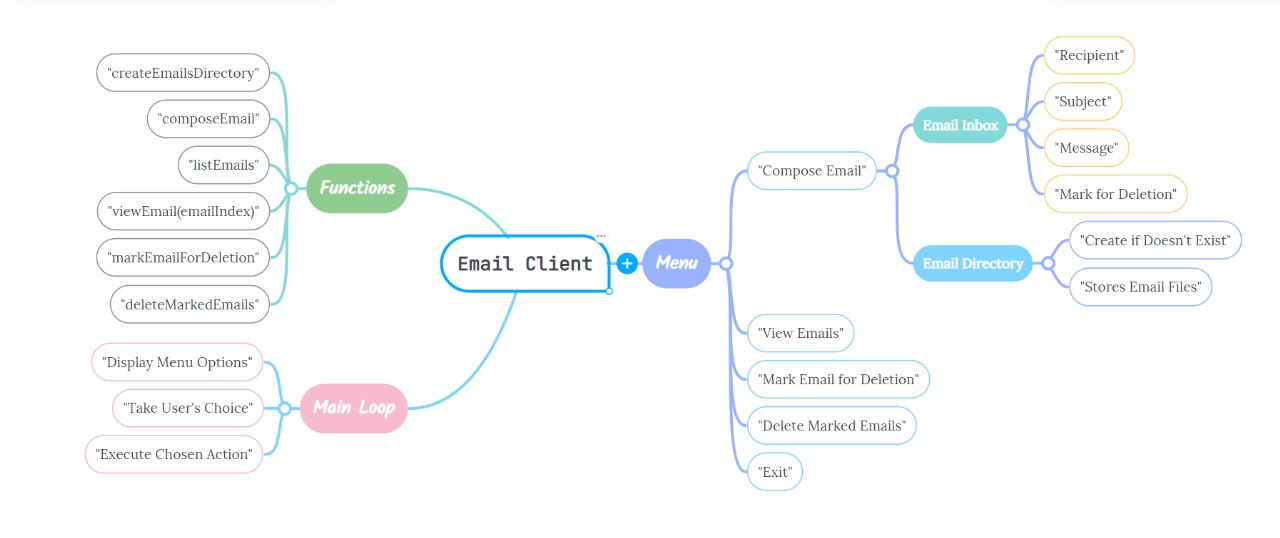 "createEmailsDirectory"
"composeEmail"
"listEmails"
"viewEmail(emailIndex)"
"markEmailForDeletion"
"deleteMarkedEmails"
Functions
"Display Menu Options"
"Take User's Choice"
"Execute Chosen Action"
Main Loop
Email Client
Menu
"Compose Email"
Email Inbox
"Recipient"
"Subject"
"Message"
"Mark for Deletion"
Email Directory
"Create if Doesn't Exist"
"Stores Email Files"
"View Emails"
"Mark Email for Deletion"
"Delete Marked Emails"
"Exit"